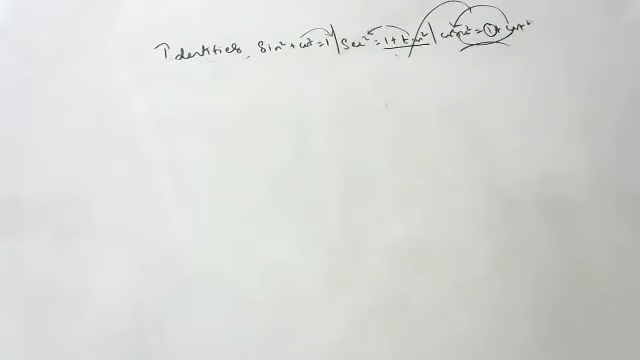 Identities, Sin² + cos² = 1 | Sec² = 1 + tan² | cosec² = 1 + cot²